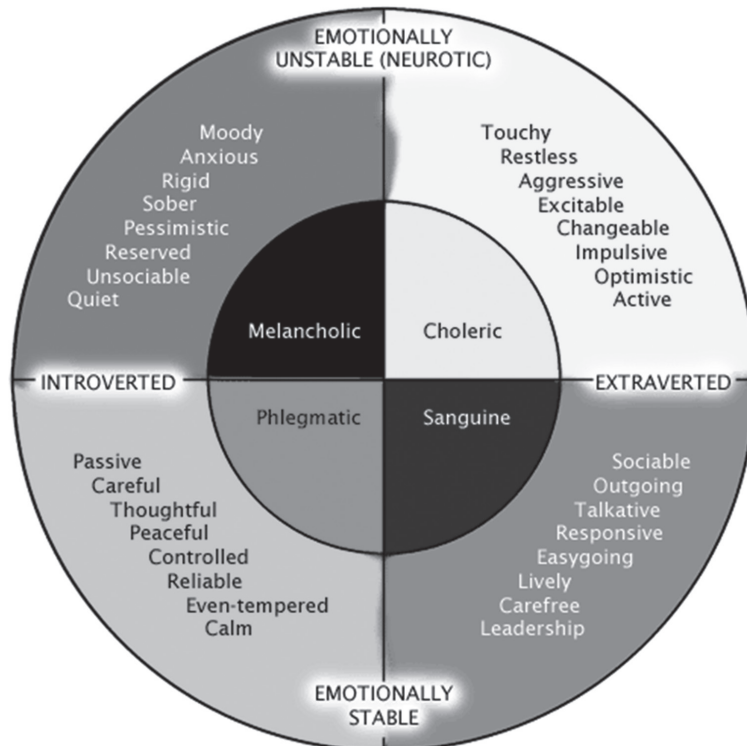 EMOTIONALLY
UNSTABLE (NEUROTIC)
Moody
Anxious
Rigid
Sober
Pessimistic
Reserved
Unsociable
Quiet
Touchy
Restless
Aggressive
Excitable
Changeable
Impulsive
Optimistic
Active
Melancholic
Choleric
INTROVERTED
EXTRAVERTED
Phlegmatic
Sanguine
Passive
Careful
Thoughtful
Peaceful
Controlled
Reliable
Even-tempered
Calm
Sociable
Outgoing
Talkative
Responsive
Easygoing
Lively
Carefree
Leadership
EMOTIONALLY
STABLE